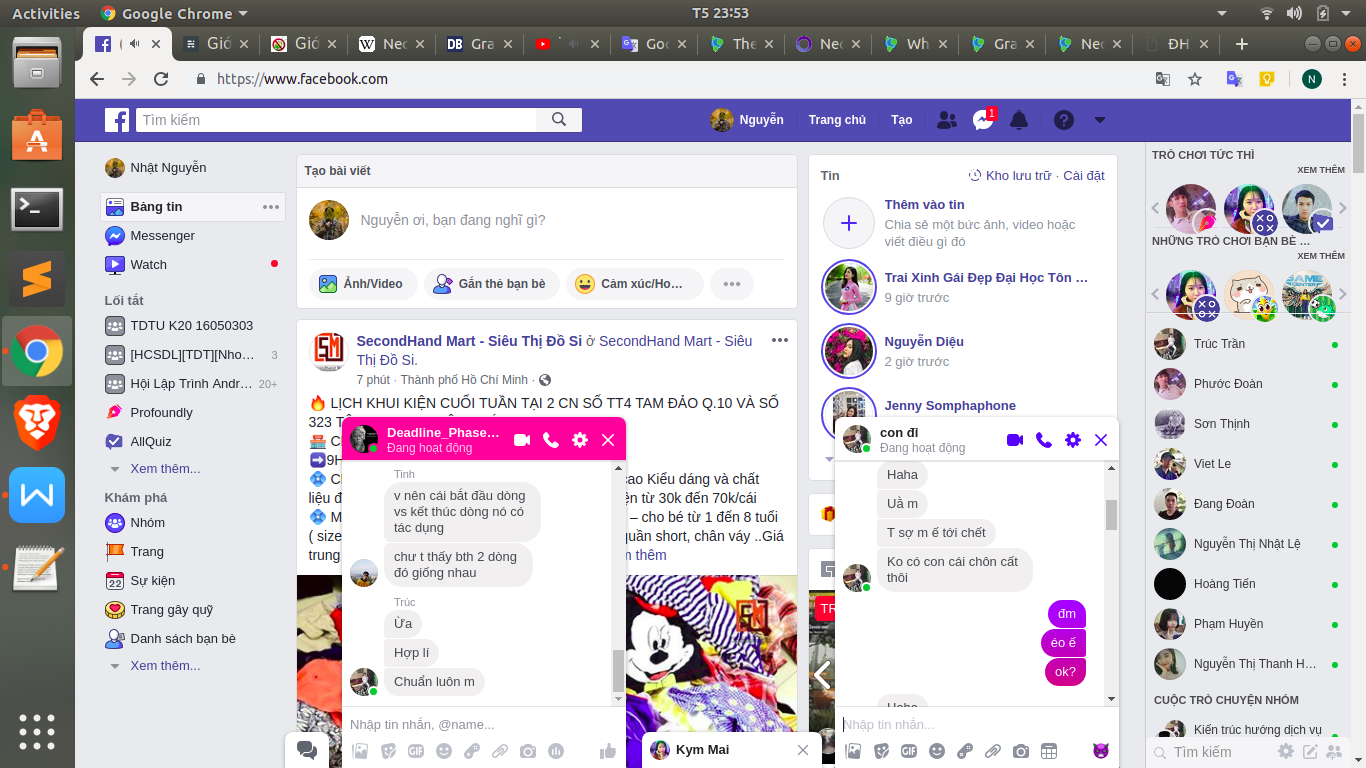 Activities
Google Chrome
T5 23:53
Gió
Gió
Nec
DB
Gra
Goo
The
Nec
Wh
Gra
Nec
ĐH
https://www.facebook.com
N
Tìm kiếm
Nguyễn
Trang chủ
Tạo
1
Nhật Nguyễn
Bảng tin
Messenger
Watch
Lối tắt
TDTU K20 16050303
[HCSDL][TDT][Nho... 3
Hội Lập Trình Andr... 20+
Profoundly
AllQuiz
Xem thêm...
Khám phá
Nhóm
Trang
22 Sự kiện
Trang gây quỹ
Danh sách bạn bè
Xem thêm...
Tạo bài viết
Nguyễn ơi, bạn đang nghĩ gì?
Ảnh/Video
Gắn thẻ bạn bè
Cảm xúc/Ho...
SecondHand Mart - Siêu Thị Đồ Si ở SecondHand Mart - Siêu
Thị Đồ Si.
7 phút · Thành phố Hồ Chí Minh ·
🔥 LỊCH KHUI KIỆN CUỐI TUẦN TẠI 2 CN SỐ TT4 TAM ĐẢO Q.10 VÀ SỐ
cao Kiểu dáng và chất
liệu đ
từ 30k đến 70k/cái
– cho bé từ 1 đến 8 tuổi
( size
quần short, chân váy ..Giá
trung
thêm
Deadline_Phase...
Đang hoạt động
Tinh
v nên cái bắt đầu dòng
vs kết thúc dòng nó có
tác dụng
chư t thấy bth 2 dòng
đó giống nhau
Trúc
Ừa
Hợp lí
Chuẩn luôn m
Nhập tin nhắn, @name...
GIF
Kym Mai
Tin
Kho lưu trữ · Cài đặt
Thêm vào tin
Chia sẻ một bức ảnh, video hoặc
viết điều gì đó
Trai Xinh Gái Đẹp Đại Học Tôn ...
9 giờ trước
Nguyễn Diệu
2 giờ trước
Jenny Somphaphone
TR
con đĩ
Đang hoạt động
Haha
Uầ m
T sợ m ế tới chết
Ko có con cái chôn cất
thôi
đm
éo ế
ok?
Haha
Nhập tin nhắn...
GIF
TRÒ CHƠI TỨC THÌ
XEM THÊM
NHỮNG TRÒ CHƠI BẠN BÈ ...
XEM THÊM
Trúc Trần
Phước Đoàn
Sơn Thịnh
Viet Le
Đang Đoàn
Nguyễn Thị Nhật Lệ
Hoàng Tiến
Phạm Huyền
Nguyễn Thị Thanh H...
CUỘC TRÒ CHUYỆN NHÓM
Kiến trúc hướng dịch vụ
Tìm kiếm